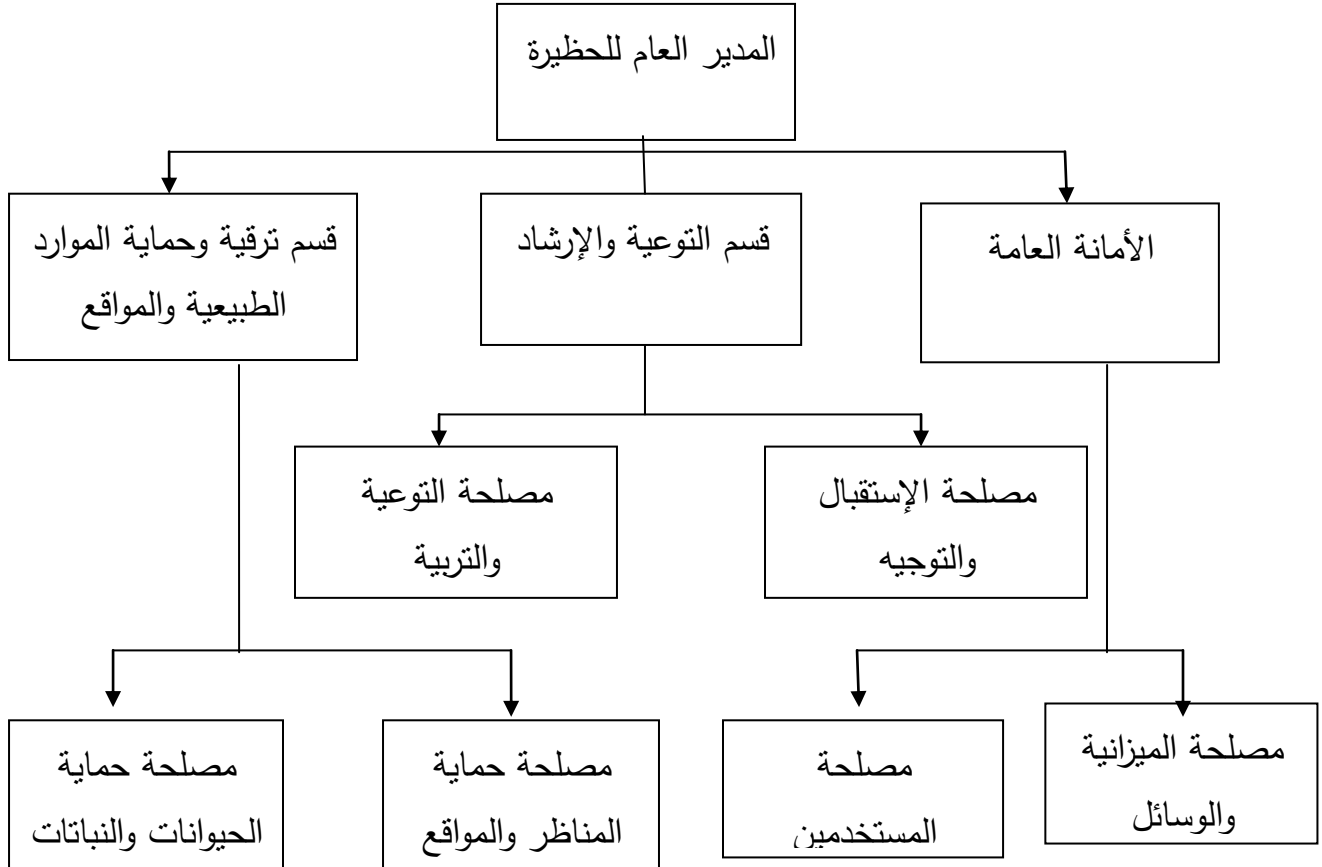 المدير العام للحظيرة
الأمانة العامة
قسم التوعية والإرشاد
قسم ترقية وحماية الموارد
الطبيعية والمواقع
مصلحة الإستقبال
والتوجيه
مصلحة التوعية
والتربية
مصلحة الميزانية
والوسائل
مصلحة
المستخدمين
مصلحة حماية
المناظر والمواقع
مصلحة حماية
الحيوانات والنباتات